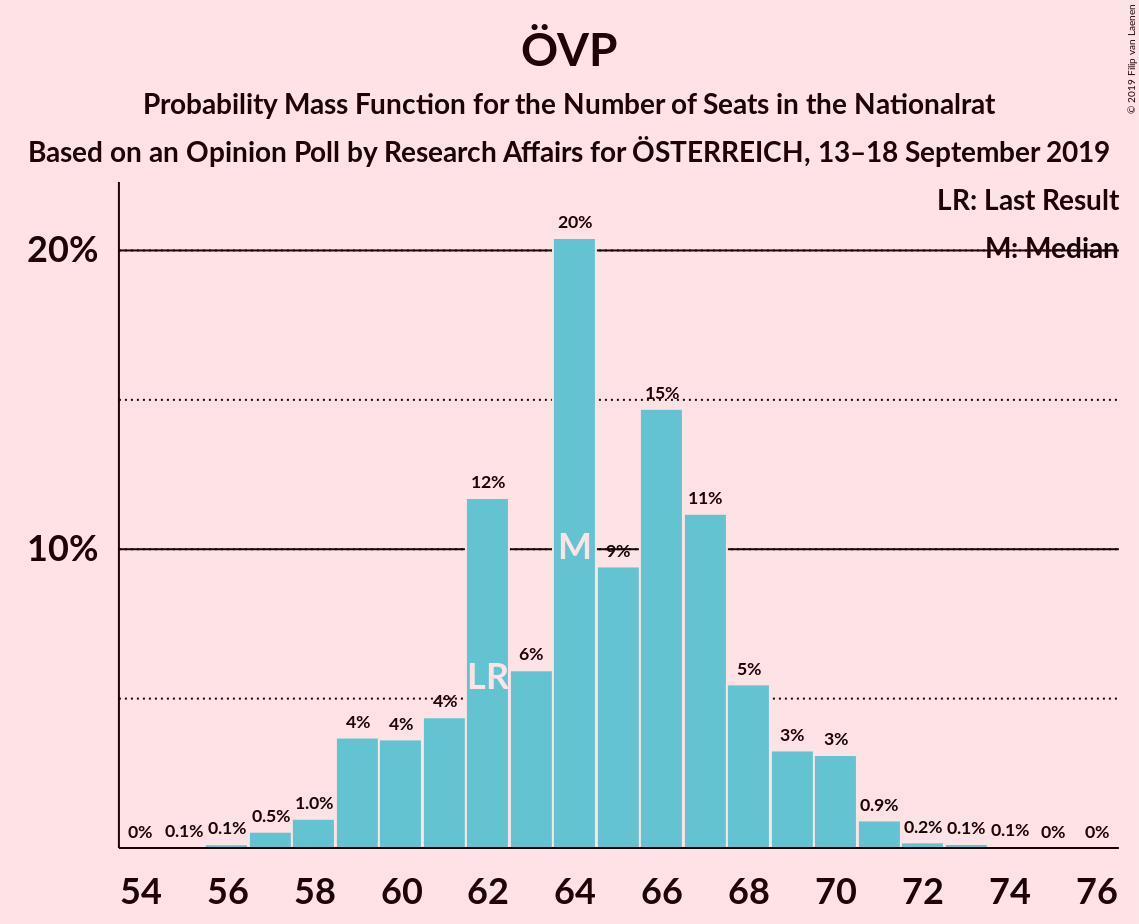 ÖVP
Probability Mass Function for the Number of Seats in the Nationalrat
Based on an Opinion Poll by Research Affairs for ÖSTERREICH, 13–18 September 2019
© 2019 Filip van Laenen
LR: Last Result
M: Median
20%
10%
0% 0.1% 0.1% 0.5% 1.0% 4% 4% 4% 12% 6% 20% 9% 15% 11% 5% 3% 3% 0.9% 0.2% 0.1% 0.1% 0% 0%
LR
M
54 56 58 60 62 64 66 68 70 72 74 76